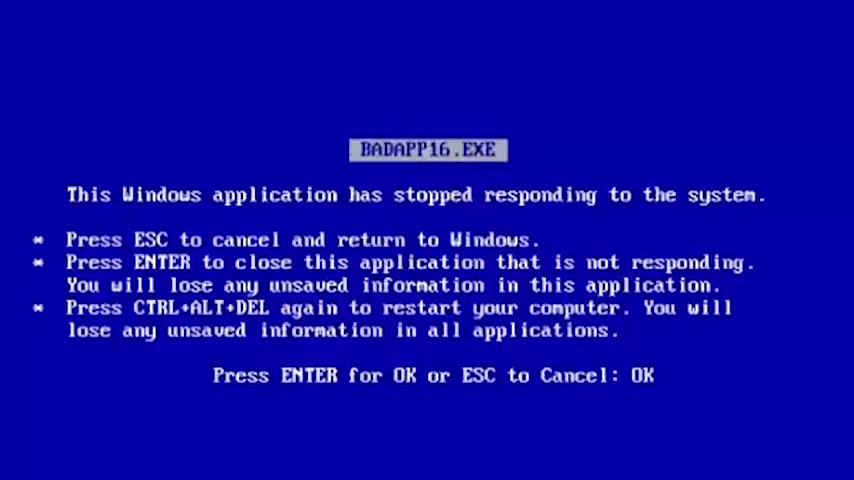 BADAPP16.EXE
This Windows application has stopped responding to the system.
* Press ESC to cancel and return to Windows.
* Press ENTER to close this application that is not responding.
You will lose any unsaved information in this application.
* Press CTRL+ALT+DEL again to restart your computer. You will
lose any unsaved information in all applications.
Press ENTER for OK or ESC to Cancel: OK